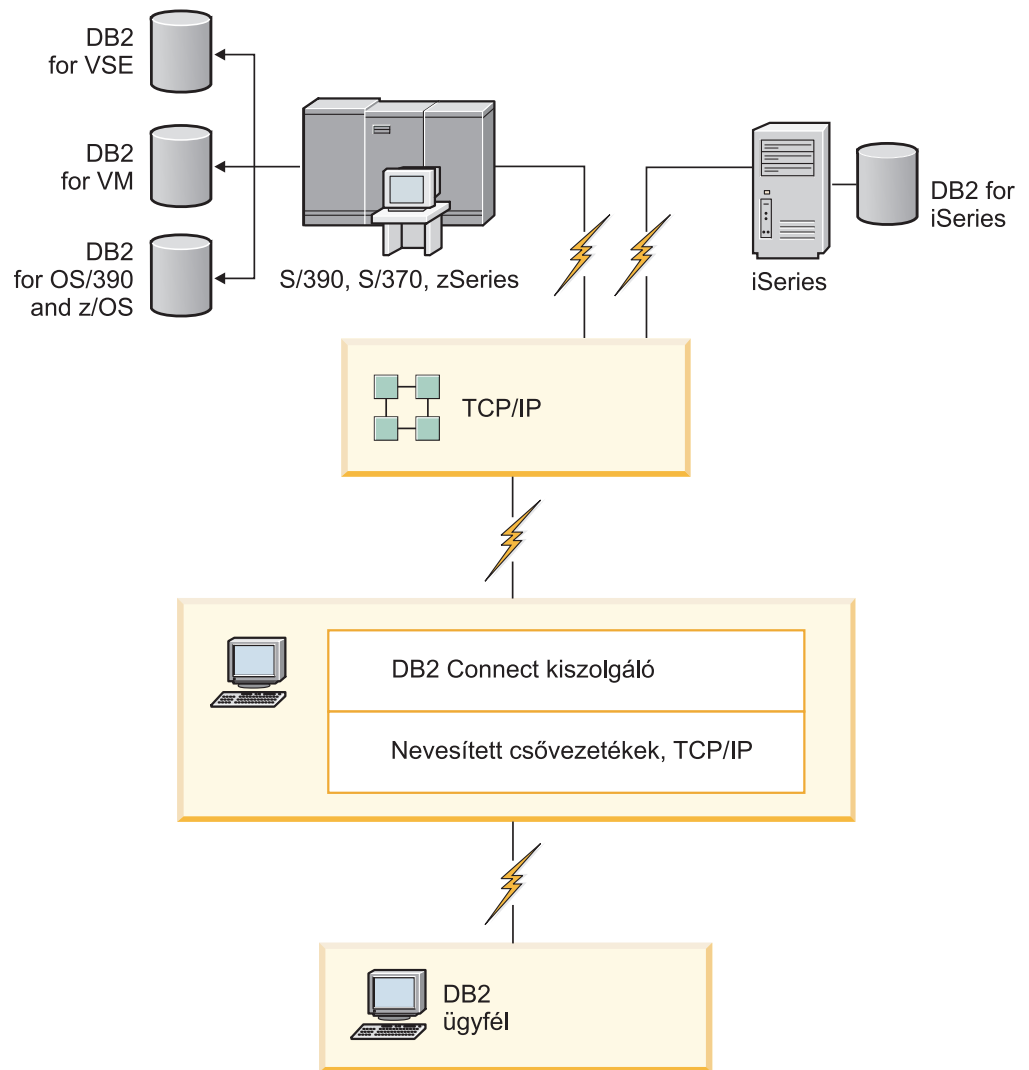 DB2
for VSE
DB2
for VM
DB2
for OS/390
and z/OS
S/390, S/370, zSeries
DB2 for
iSeries
iSeries
TCP/IP
DB2 Connect kiszolgáló
Nevesített csővezetékek, TCP/IP
DB2
ügyfél